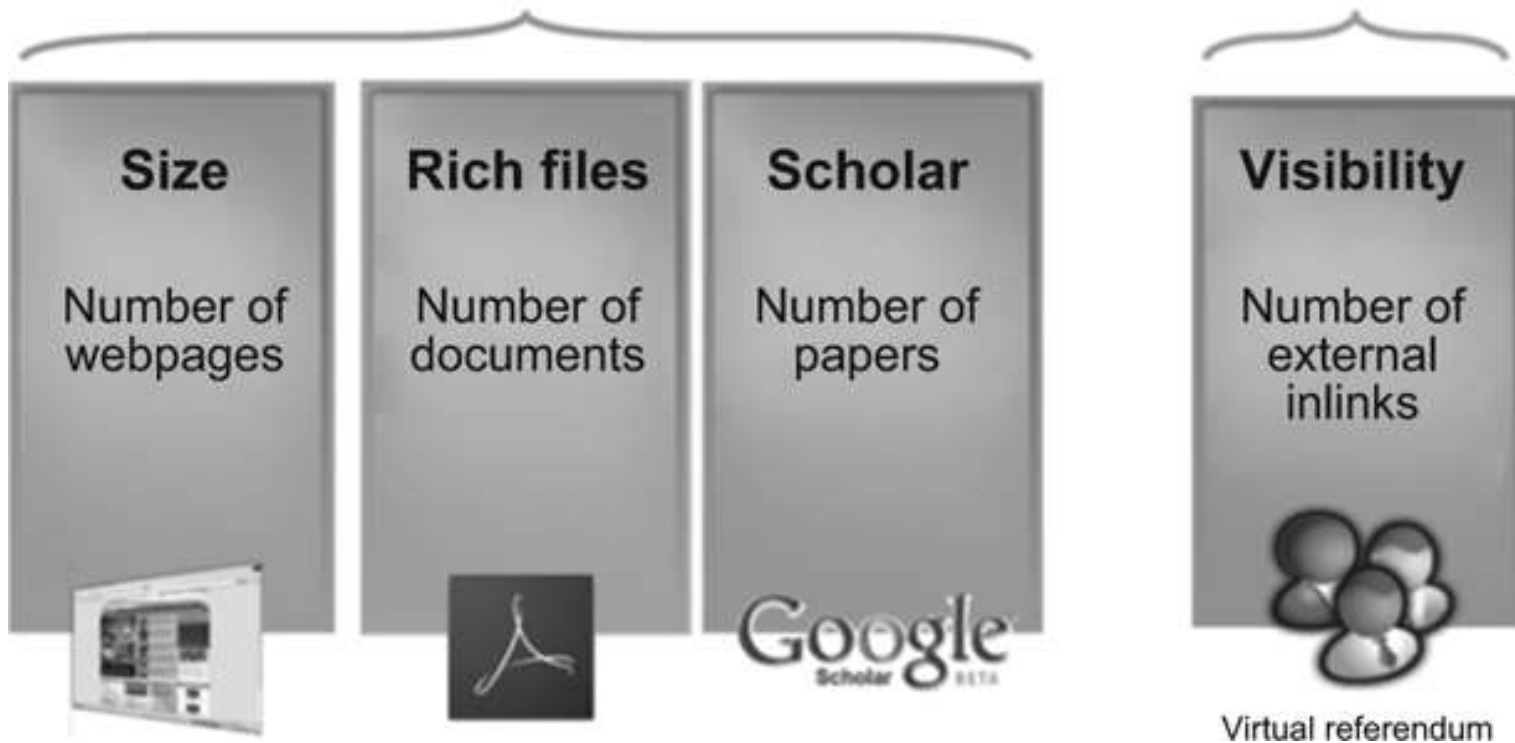 Size
Number of
webpages
Rich files
Number of
documents
Scholar
Number of
papers
Google
Scholar BETA
Visibility
Number of
external
inlinks
Virtual referendum